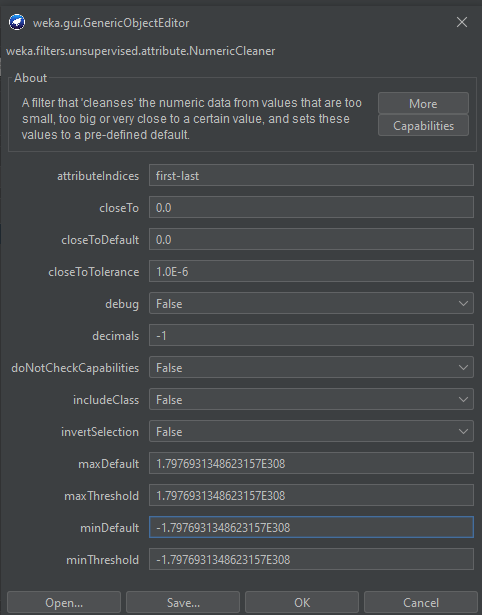 weka.gui.GenericObjectEditor
weka.filters.unsupervised.attribute.NumericCleaner
About
A filter that 'cleanses' the numeric data from values that are too
small, too big or very close to a certain value, and sets these
values to a pre-defined default.
More
Capabilities
attributeIndices first-last
closeTo 0.0
closeToDefault 0.0
closeToTolerance 1.0E-6
debug False
decimals -1
doNotCheckCapabilities False
includeClass False
invertSelection False
maxDefault 1.7976931348623157E308
maxThreshold 1.7976931348623157E308
minDefault -1.7976931348623157E308
minThreshold -1.7976931348623157E308
Open... Save... OK Cancel